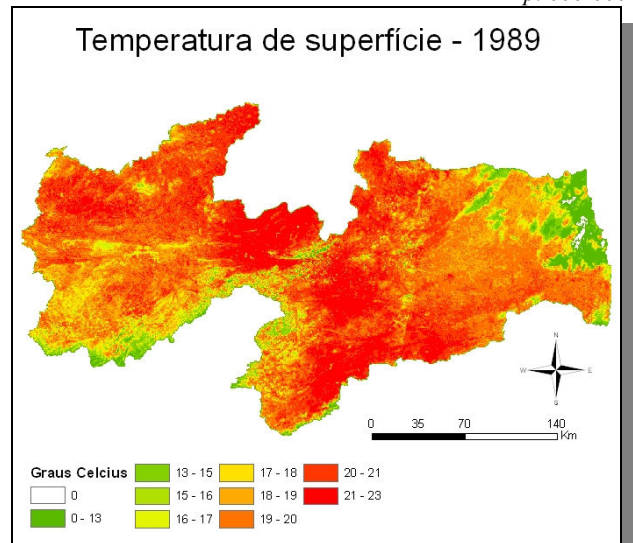 Temperatura de superfície - 1989
N
W E
S
0 35 70 140
Km
Graus Celcius
0
0 - 13
13 - 15
15 - 16
16 - 17
17 - 18
18 - 19
19 - 20
20 - 21
21 - 23